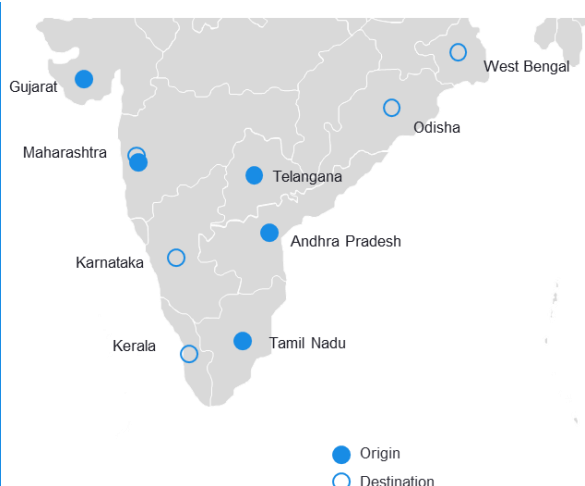 West Bengal
Gujarat
Odisha
Maharashtra
Telangana
Andhra Pradesh
Karnataka
Kerala
Tamil Nadu
Origin
Destination